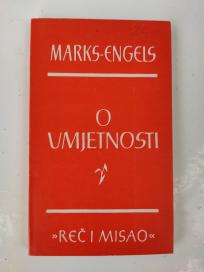 MARKS-ENGELS
O
UMJETNOSTI
»REČ I MISAO«